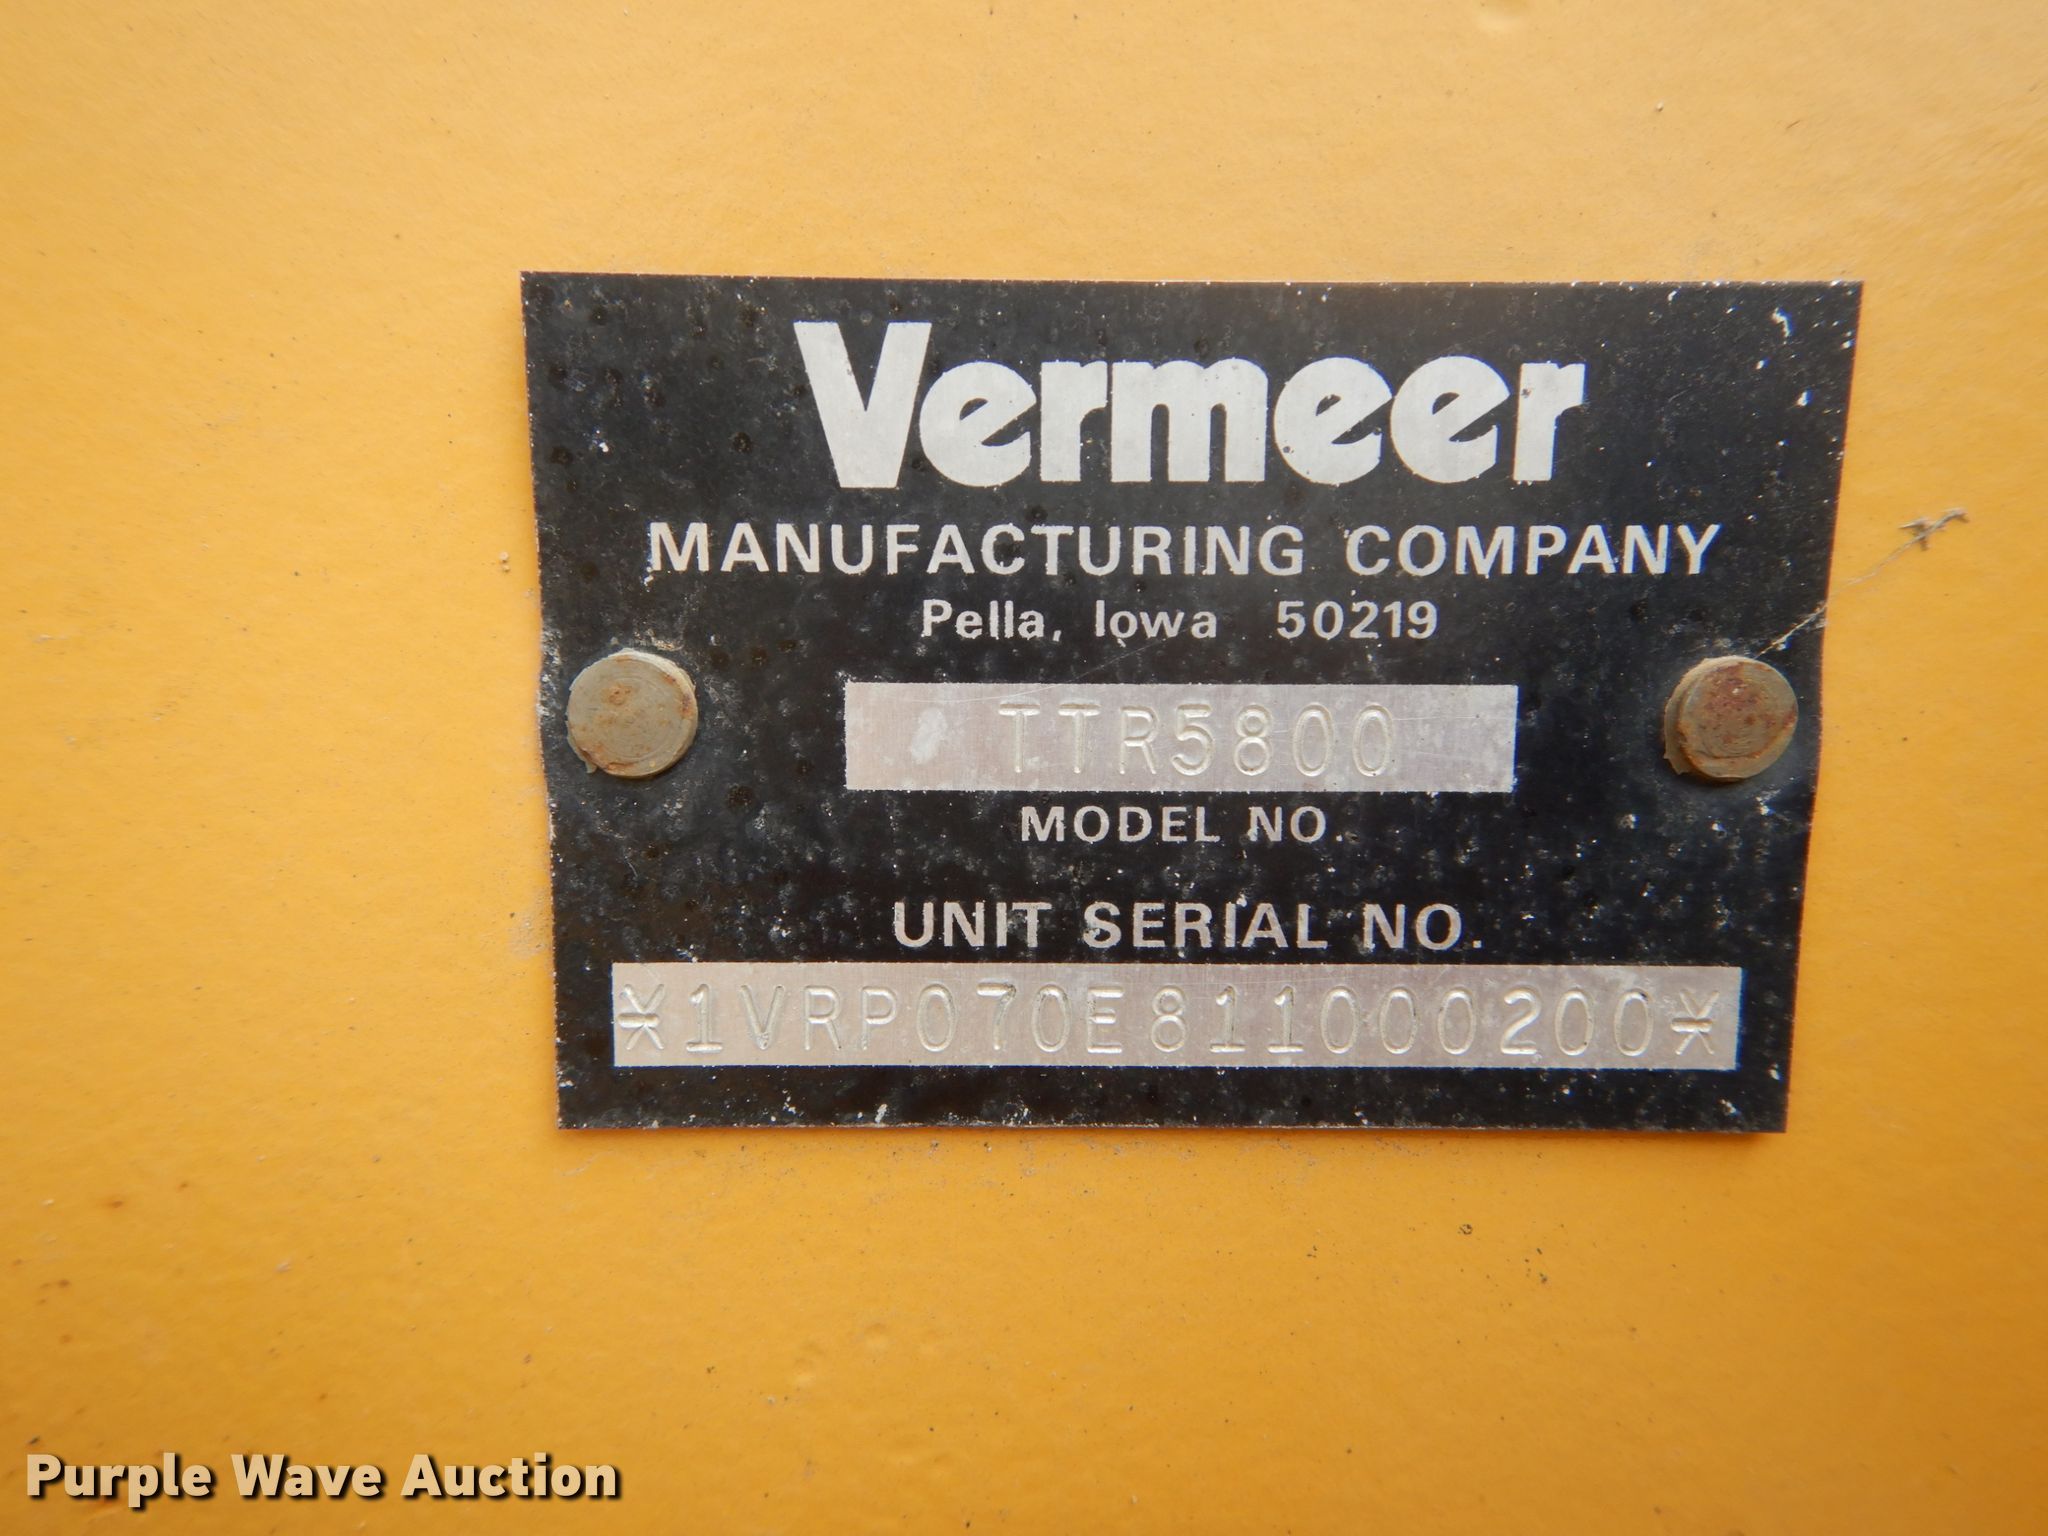 Vermeer
MANUFACTURING COMPANY
Pella, Iowa 50219
TTR5800
MODEL NO.
UNIT SERIAL NO.
*1VRP070E811000200*
Purple Wave Auction